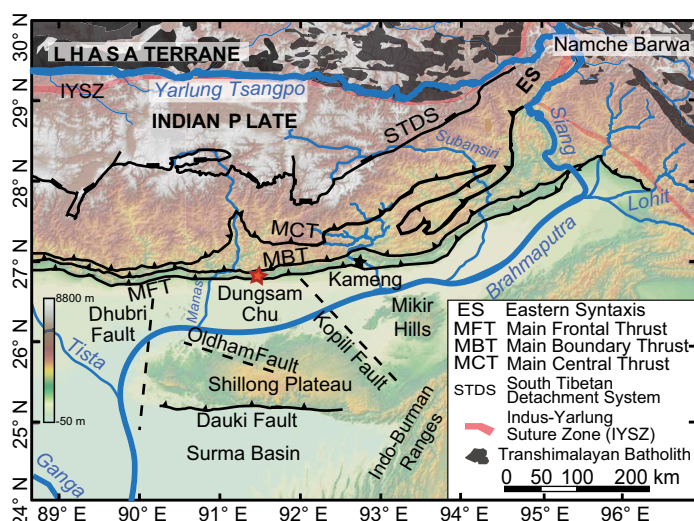 30° N
29° N
28° N
27° N
26° N
25° N
24° N
LHASA TERRANE
Namche Barwa
IYSZ
Yarlung Tsangpo
ES
INDIAN PLATE
STDS
Siang
Subansiri
Lohit
MCT
MBT
Brahmaputra
MFT
Manas
Dungsam
Chu
Kameng
8800 m
-50 m
Dhubri
Fault
Mikir
Hills
Kopili Fault
Tista
Oldham Fault
Shillong Plateau
Dauki Fault
Surma Basin
Indo-Burman
Ranges
Ganga
ES Eastern Syntaxis
MFT Main Frontal Thrust
MBT Main Boundary Thrust
MCT Main Central Thrust
STDS South Tibetan
Detachment System
Indus-Yarlung
Suture Zone (IYSZ)
Transhimalayan Batholith
0 50 100 200 km
89° E 90° E 91° E 92° E 93° E 94° E 95° E 96° E